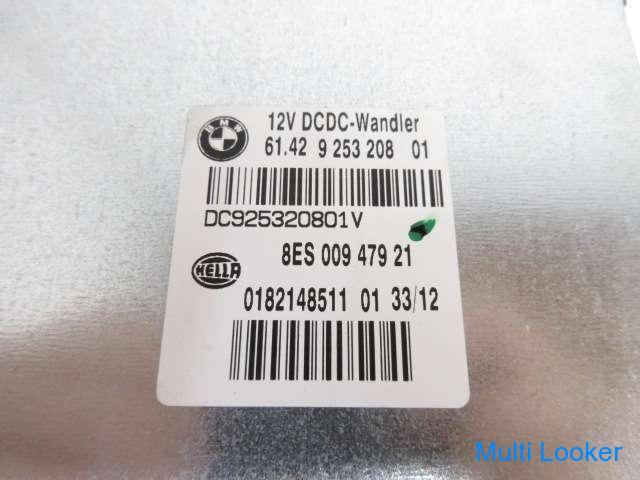 BMW
12V DCDC-Wandler
61.42 9 253 208 01
DC925320801V
8ES 009 479 21
HELLA
0182148511 01 33/12
Multi Looker